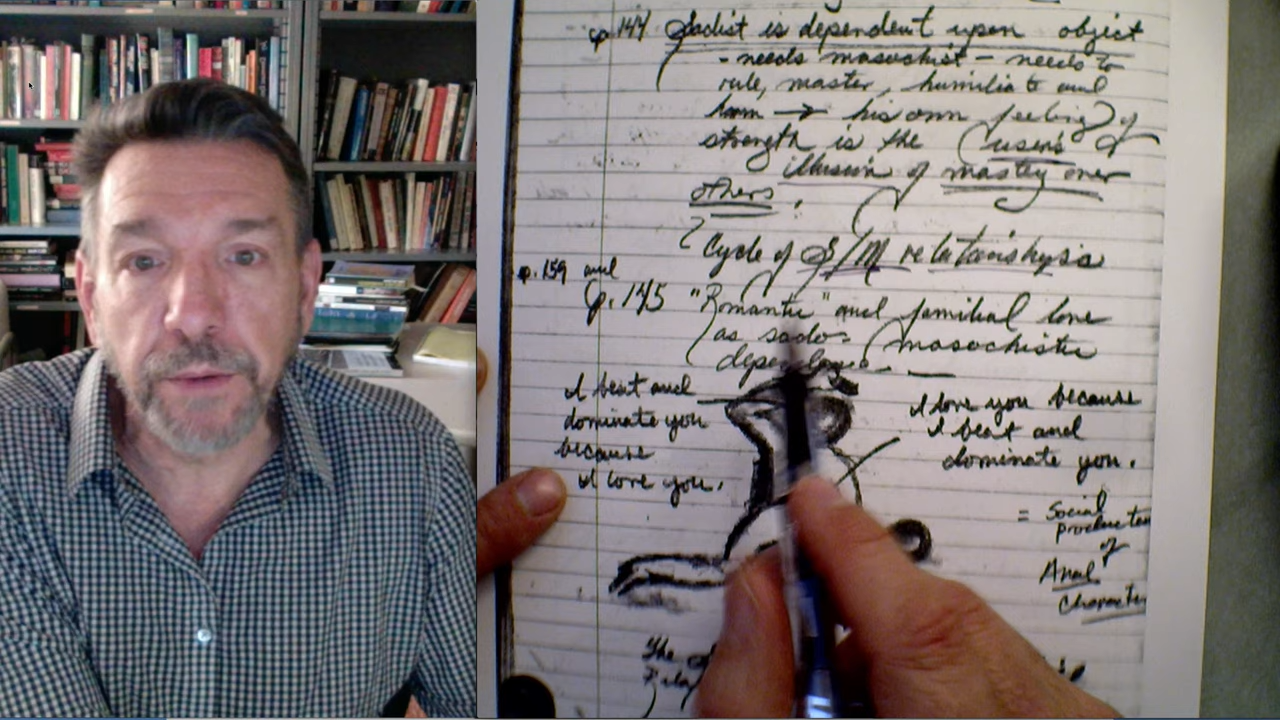 p.144 Sadist is dependent upon object
- needs masochist - needs to
rule, master, humiliate and
harm → his own feeling of
strength is the (user's)
illusion of mastery over
others.
Cycle of S/M relationships
p.159 and
p.145 "Romantic" and familial love
as sado-masochistic
I beat and
dominate you
because
I love you.
I love you because
I beat and
dominate you.
= Social
production
of
Anal
Character
The